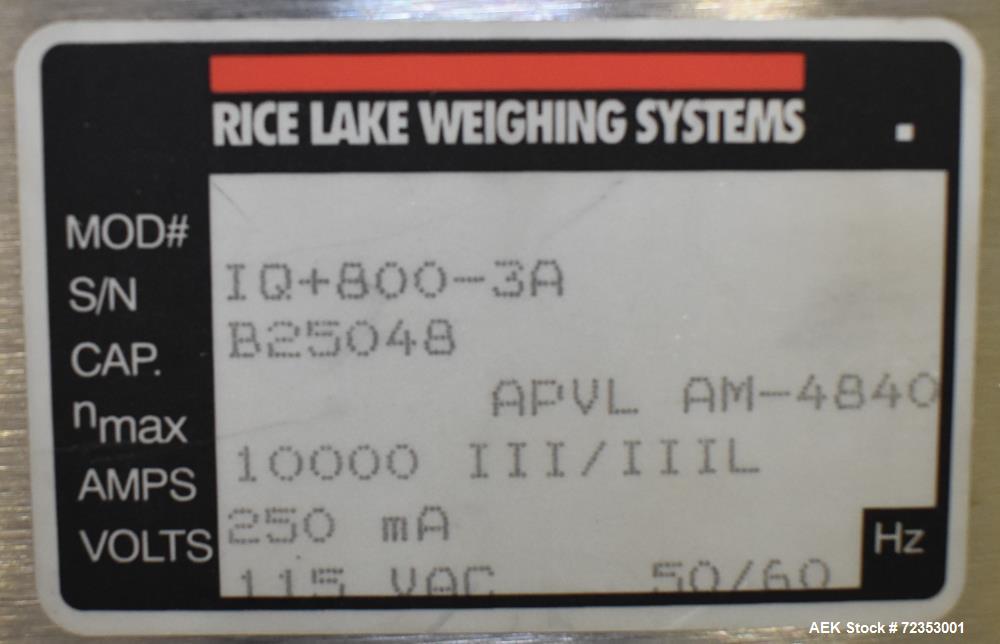 RICE LAKE WEIGHING SYSTEMS
MOD# IQ+800-3A
S/N B25048
CAP. APVL AM-4840
nmax 10000 III/IIIL
AMPS 250 mA
VOLTS 115 VAC 50/60 Hz
AEK Stock # 72353001